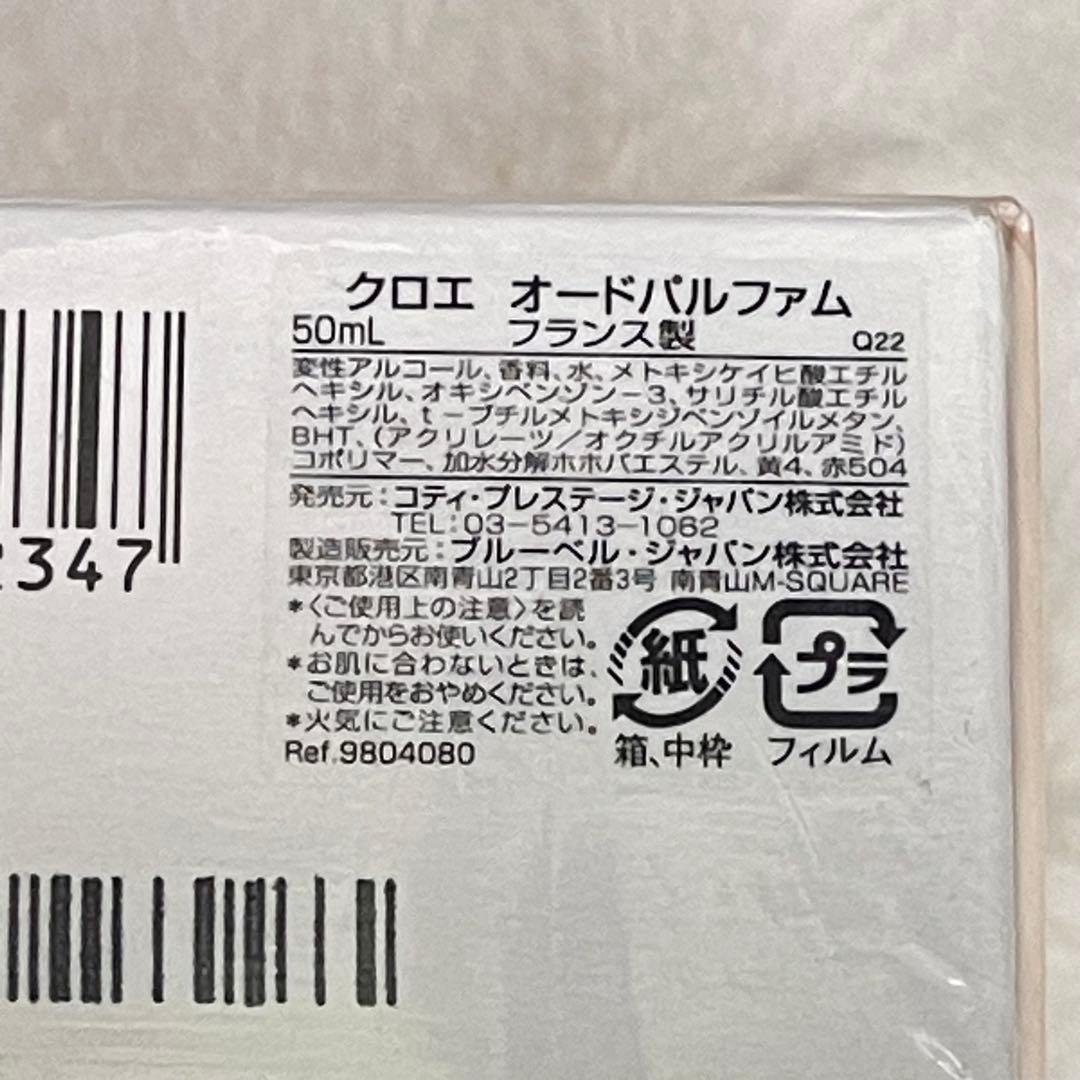 クロエ オードパルファム
50mL フランス製 Q22
変性アルコール、香料、水、メトキシケイヒ酸エチル
ヘキシル、オキシベンゾン-3、サリチル酸エチル
ヘキシル、t-ブチルメトキシジベンゾイルメタン、
BHT、(アクリレーツ/オクチルアクリルアミド)
コポリマー、加水分解ホホバエステル、黄4、赤504
発売元:コティ・プレステージ・ジャパン株式会社
TEL:03-5413-1062
製造販売元:ブルーベル・ジャパン株式会社
東京都港区南青山2丁目2番3号 南青山M-SQUARE
*〈ご使用上の注意〉を読
んでからお使いください。
*お肌に合わないときは、
ご使用をおやめください。
*火気にご注意ください。
Ref.9804080
紙 プラ
箱、中枠 フィルム
347